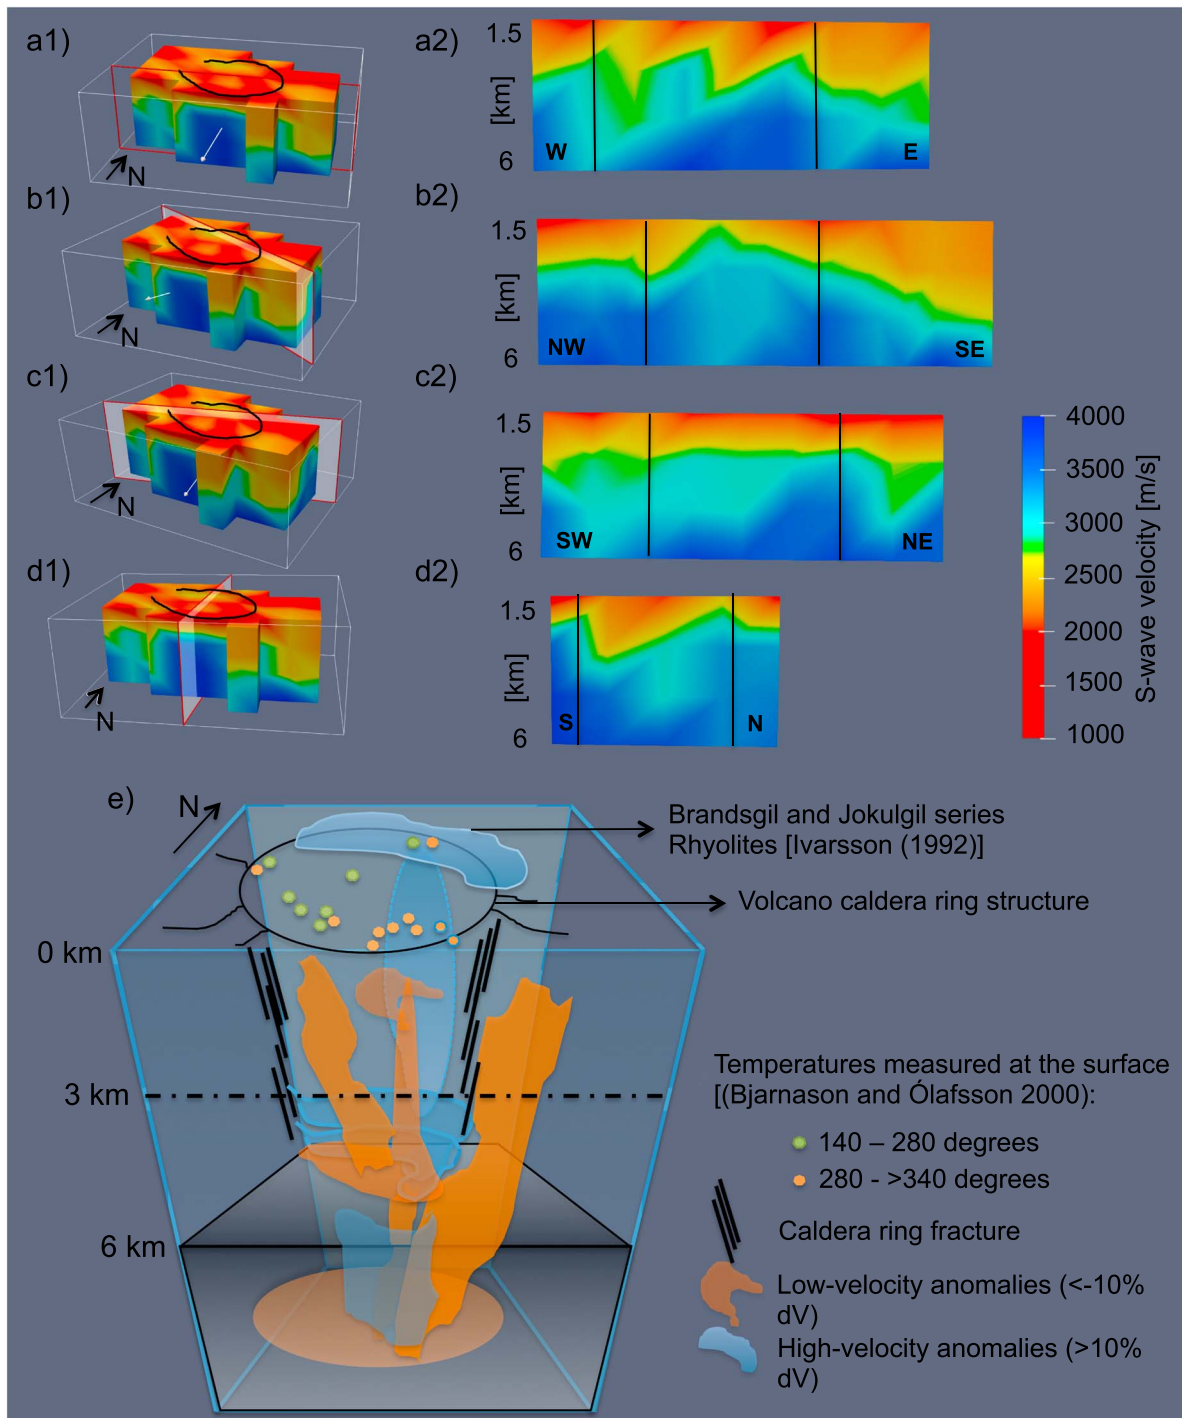 a1)
N
a2)
1.5
[km]
6
W
E
b1)
N
b2)
1.5
[km]
6
NW
SE
c1)
N
c2)
1.5
[km]
6
SW
NE
d1)
N
d2)
1.5
[km]
6
S
N
4000
3500
3000
2500
2000
1500
1000
S-wave velocity [m/s]
e)
N
Brandsgil and Jokulgil series
Rhyolites [Ivarsson (1992)]
Volcano caldera ring structure
0 km
3 km
6 km
Temperatures measured at the surface
[(Bjarnason and Ólafsson 2000):
140 – 280 degrees
280 - >340 degrees
Caldera ring fracture
Low-velocity anomalies (<-10%
dV)
High-velocity anomalies (>10%
dV)